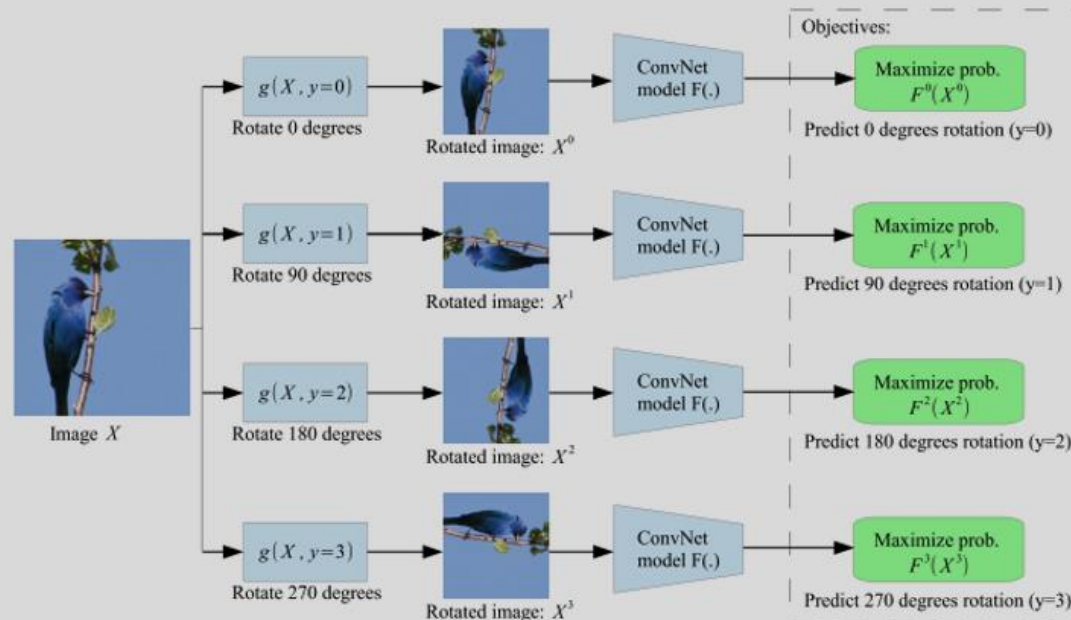 Objectives:
g(X, y=0)
Rotate 0 degrees
Rotated image: X⁰
ConvNet
model F(.)
Maximize prob.
F⁰(X⁰)
Predict 0 degrees rotation (y=0)
g(X, y=1)
Rotate 90 degrees
Rotated image: X¹
ConvNet
model F(.)
Maximize prob.
F¹(X¹)
Predict 90 degrees rotation (y=1)
Image X
g(X, y=2)
Rotate 180 degrees
Rotated image: X²
ConvNet
model F(.)
Maximize prob.
F²(X²)
Predict 180 degrees rotation (y=2)
g(X, y=3)
Rotate 270 degrees
Rotated image: X³
ConvNet
model F(.)
Maximize prob.
F³(X³)
Predict 270 degrees rotation (y=3)